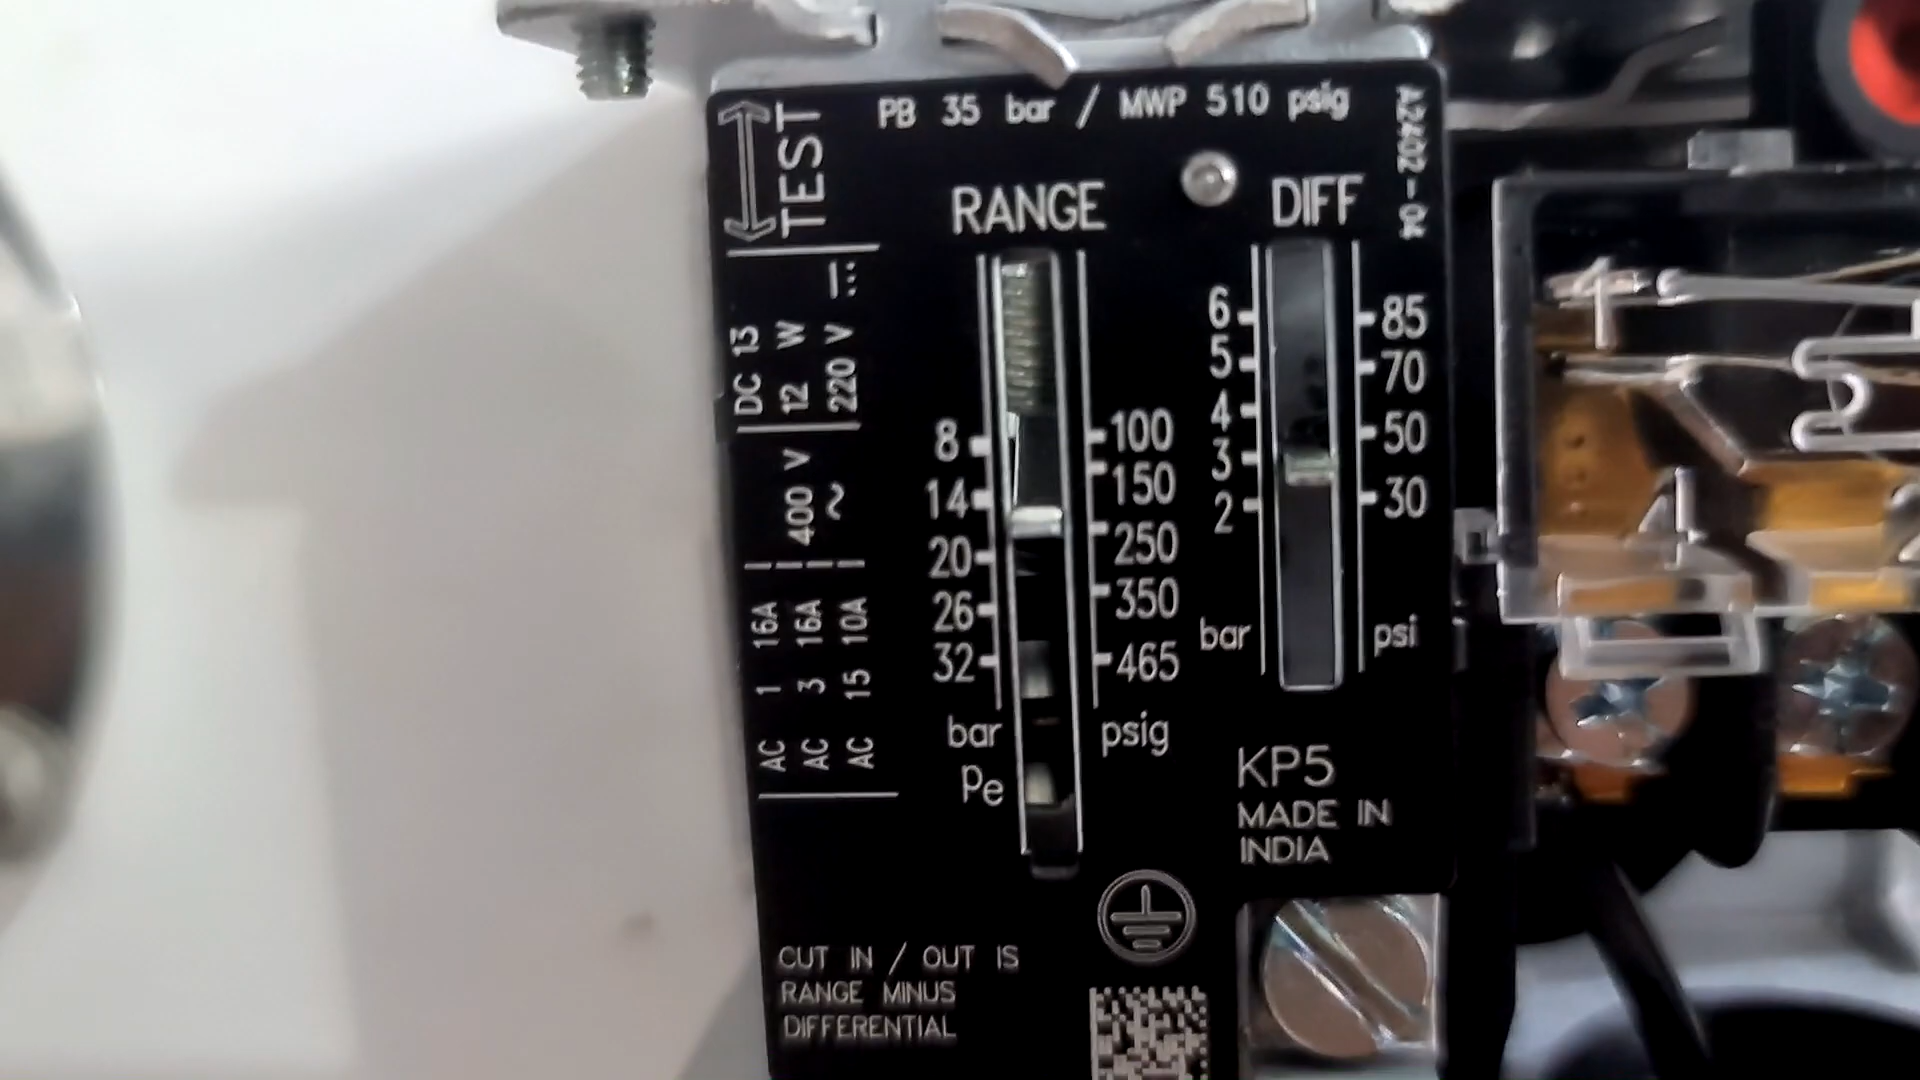 PB 35 bar / MWP 510 psig
A2402-04
TEST
DC 13
12 W
220 V
400 V
~
AC 1 16A
AC 3 16A
AC 15 10A
RANGE
8
14
20
26
32
bar
Pe
100
150
250
350
465
psig
DIFF
6
5
4
3
2
bar
85
70
50
30
psi
KP5
MADE IN
INDIA
CUT IN / OUT IS
RANGE MINUS
DIFFERENTIAL